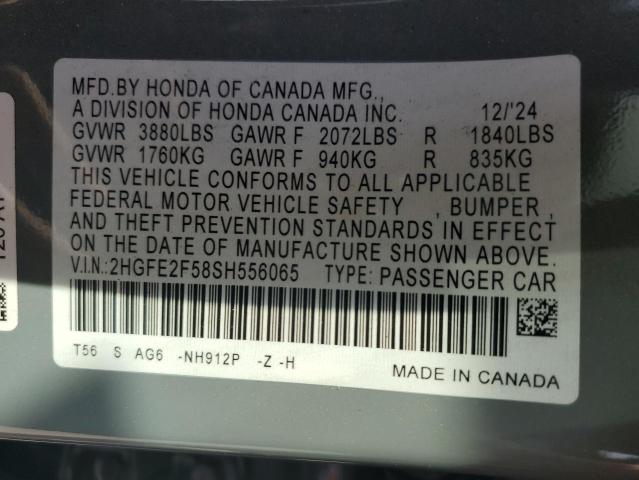 MFD.BY HONDA OF CANADA MFG.,
A DIVISION OF HONDA CANADA INC. 12/'24
GVWR 3880LBS GAWR F 2072LBS R 1840LBS
GVWR 1760KG GAWR F 940KG R 835KG
THIS VEHICLE CONFORMS TO ALL APPLICABLE
FEDERAL MOTOR VEHICLE SAFETY , BUMPER ,
AND THEFT PREVENTION STANDARDS IN EFFECT
ON THE DATE OF MANUFACTURE SHOWN ABOVE.
V.I.N.:2HGFE2F58SH556065 TYPE: PASSENGER CAR
T56 S AG6 -NH912P -Z -H
MADE IN CANADA